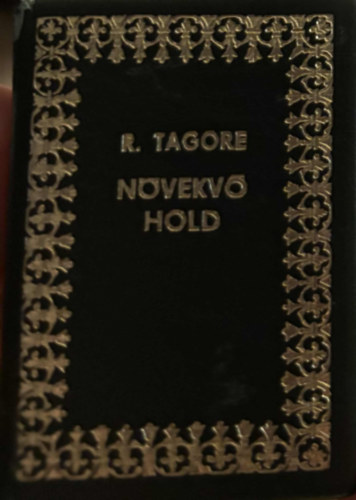 R. TAGORE
NÖVEKVŐ
HOLD